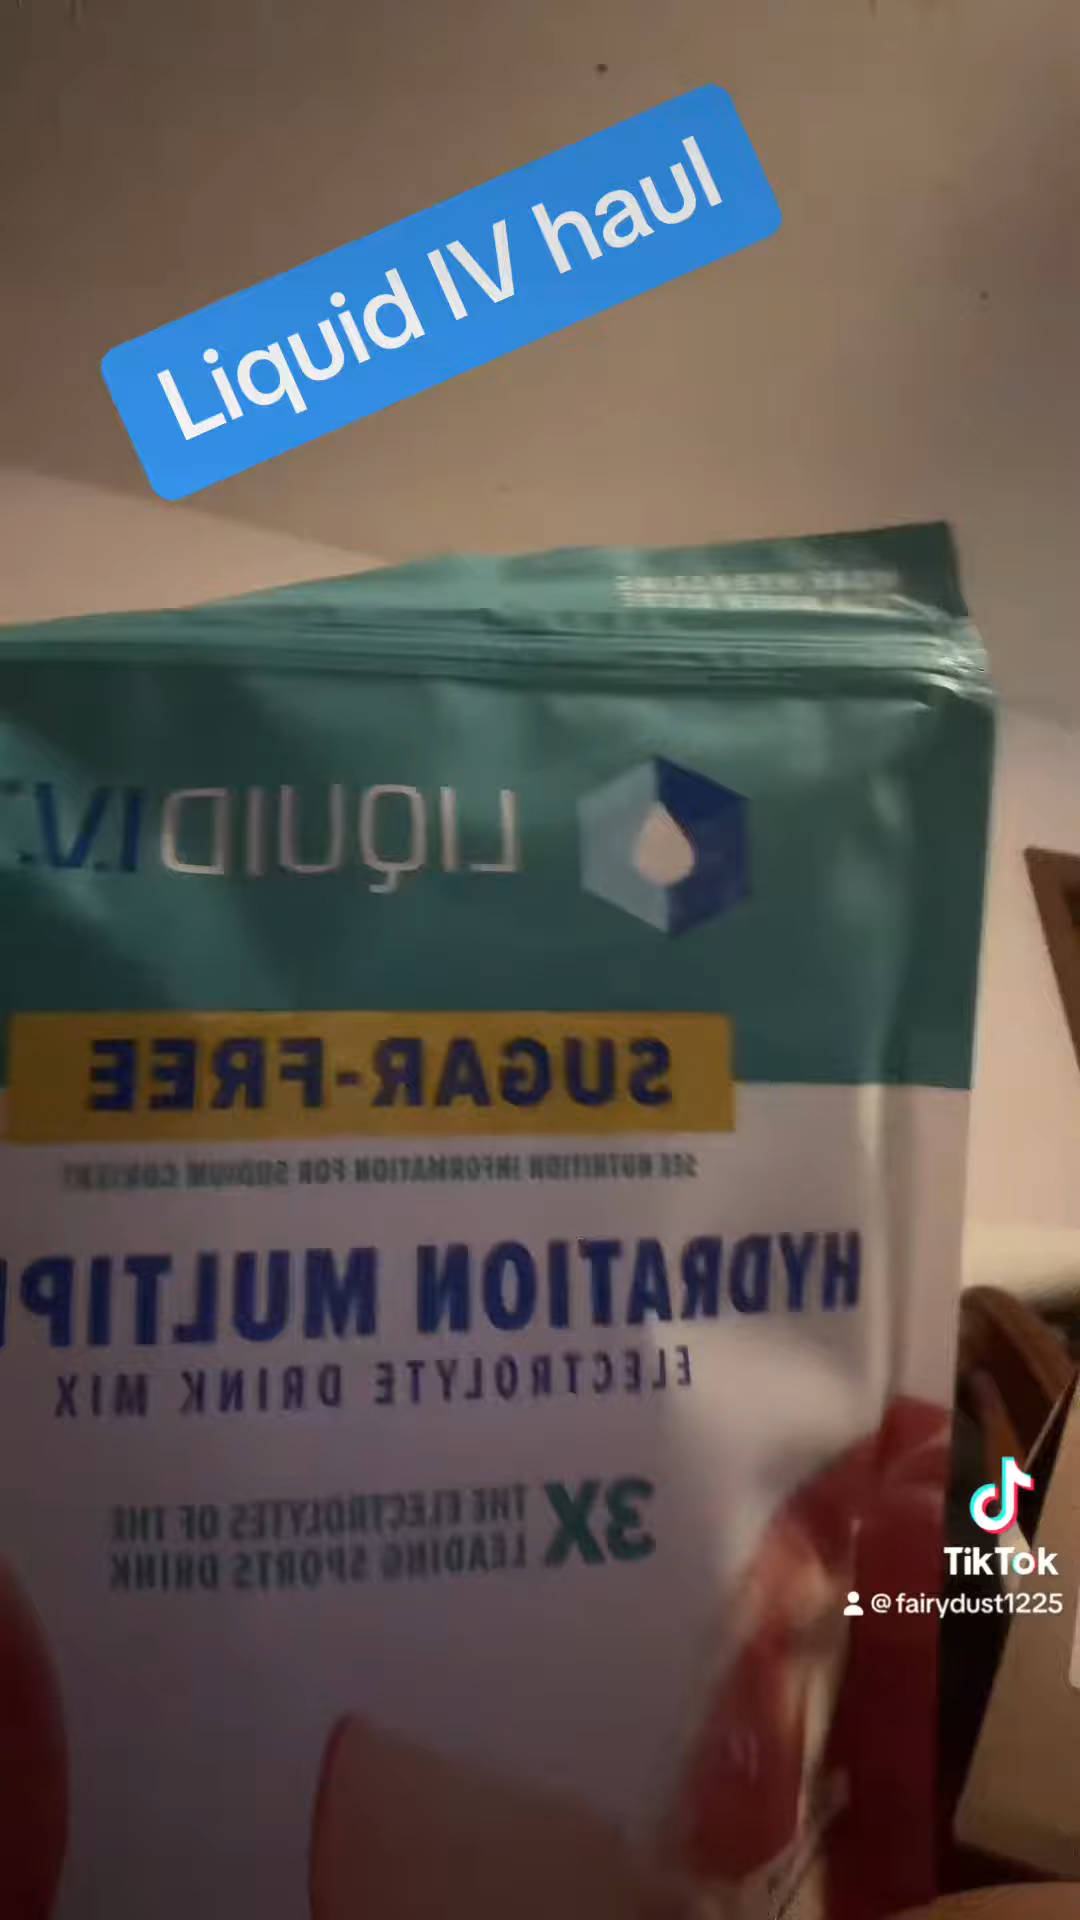 Liquid IV haul
LIQUID I.V.
SUGAR-FREE
SEE NUTRITION INFORMATION FOR SODIUM CONTENT
HYDRATION MULTIPL
ELECTROLYTE DRINK MIX
3X THE ELECTROLYTES OF THE
LEADING SPORTS DRINK
TikTok
@fairydust1225